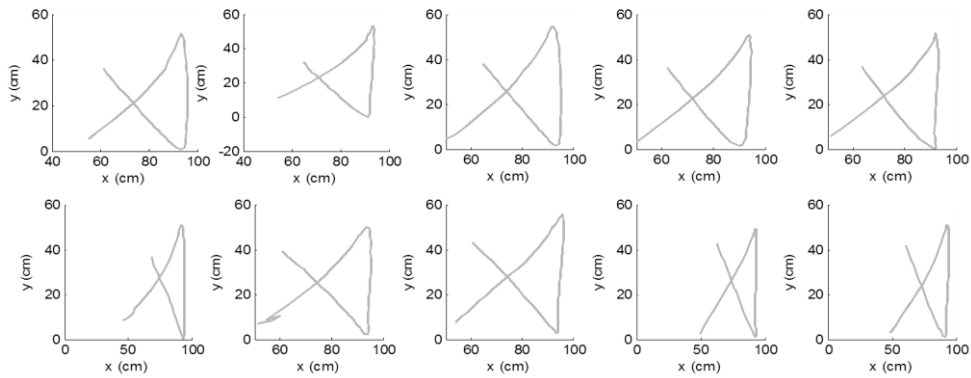 60 60 60 60 60
40 40 40 40 40
20 20 20 20 20
0 0 0 0 0
-20
y (cm) y (cm) y (cm) y (cm) y (cm)
40 60 80 100 40 60 80 100 60 80 100 60 80 100 60 80 100
x (cm) x (cm) x (cm) x (cm) x (cm)
60 60 60 60 60
40 40 40 40 40
20 20 20 20 20
0 0 0 0 0
y (cm) y (cm) y (cm) y (cm) y (cm)
0 50 100 60 80 100 60 80 100 0 50 100 0 50 100
x (cm) x (cm) x (cm) x (cm) x (cm)